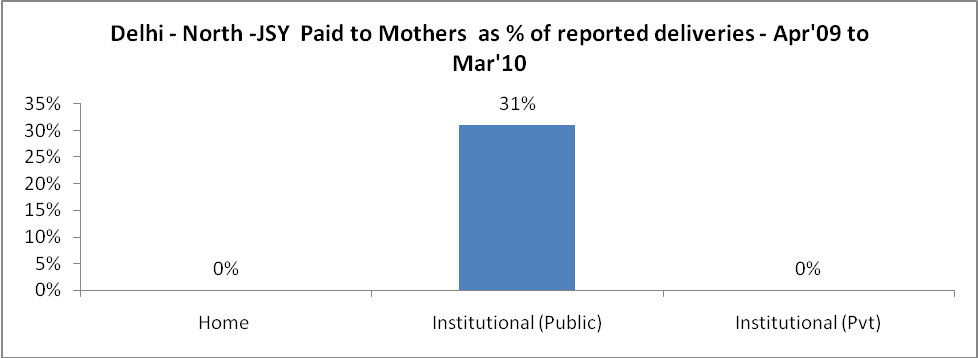 Delhi - North -JSY  Paid to Mothers  as % of reported deliveries - Apr'09 to
Mar'10
35%
30%
25%
20%
15%
10%
5%
0%
0%
31%
0%
Home
Institutional (Public)
Institutional (Pvt)